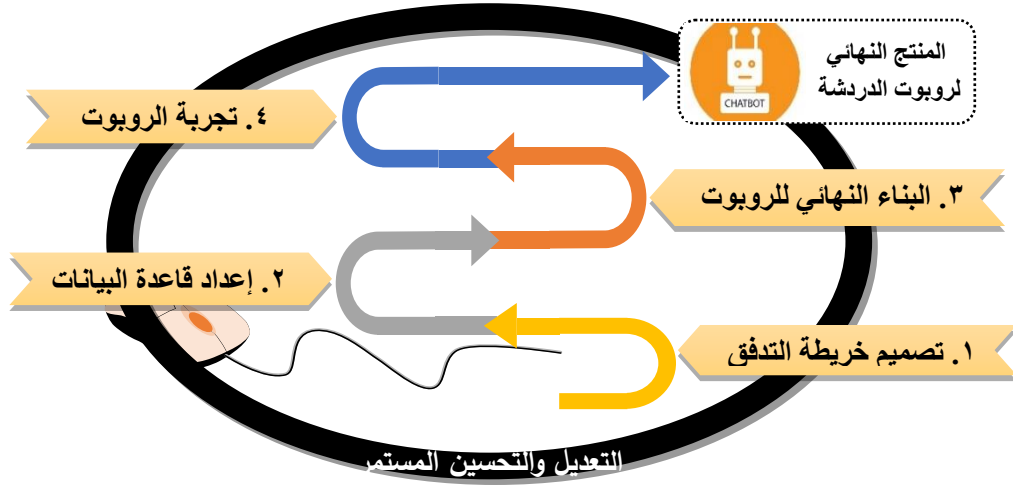 المنتج النهائي
لروبوت الدردشة
CHATBOT
٤. تجربة الروبوت
٣. البناء النهائي للروبوت
٢. إعداد قاعدة البيانات
١. تصميم خريطة التدفق
التعديل والتحسين المستمر